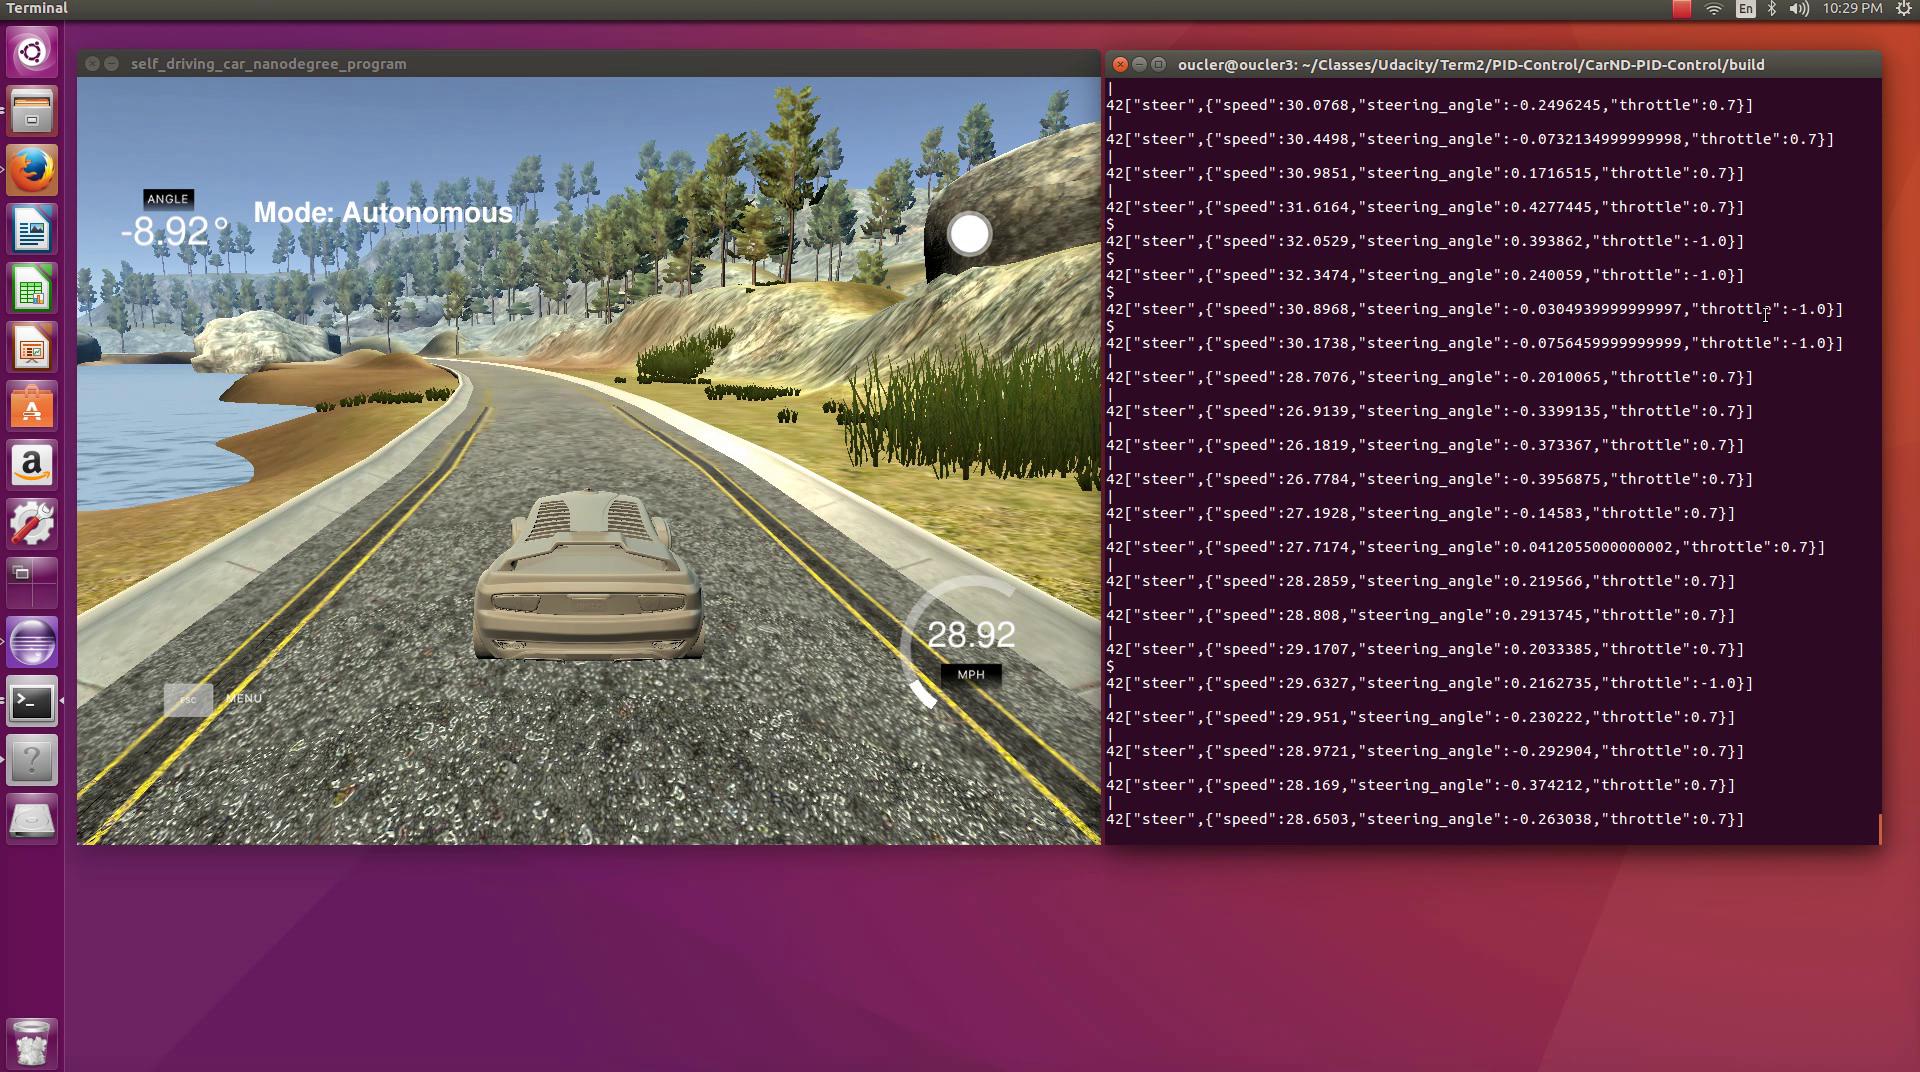 Terminal
En
10:29 PM
self_driving_car_nanodegree_program
ANGLE
-8.92°
Mode: Autonomous
28.92
MPH
ESC
MENU
oucler@oucler3: ~/Classes/Udacity/Term2/PID-Control/CarND-PID-Control/build
|
42["steer",{"speed":30.0768,"steering_angle":-0.2496245,"throttle":0.7}]
|
42["steer",{"speed":30.4498,"steering_angle":-0.0732134999999998,"throttle":0.7}]
|
42["steer",{"speed":30.9851,"steering_angle":0.1716515,"throttle":0.7}]
|
42["steer",{"speed":31.6164,"steering_angle":0.4277445,"throttle":0.7}]
$
42["steer",{"speed":32.0529,"steering_angle":0.393862,"throttle":-1.0}]
$
42["steer",{"speed":32.3474,"steering_angle":0.240059,"throttle":-1.0}]
$
42["steer",{"speed":30.8968,"steering_angle":-0.0304939999999997,"throttle":-1.0}]
$
42["steer",{"speed":30.1738,"steering_angle":-0.0756459999999999,"throttle":-1.0}]
|
42["steer",{"speed":28.7076,"steering_angle":-0.2010065,"throttle":0.7}]
|
42["steer",{"speed":26.9139,"steering_angle":-0.3399135,"throttle":0.7}]
|
42["steer",{"speed":26.1819,"steering_angle":-0.373367,"throttle":0.7}]
|
42["steer",{"speed":26.7784,"steering_angle":-0.3956875,"throttle":0.7}]
|
42["steer",{"speed":27.1928,"steering_angle":-0.14583,"throttle":0.7}]
|
42["steer",{"speed":27.7174,"steering_angle":0.0412055000000002,"throttle":0.7}]
|
42["steer",{"speed":28.2859,"steering_angle":0.219566,"throttle":0.7}]
|
42["steer",{"speed":28.808,"steering_angle":0.2913745,"throttle":0.7}]
|
42["steer",{"speed":29.1707,"steering_angle":0.2033385,"throttle":0.7}]
$
42["steer",{"speed":29.6327,"steering_angle":0.2162735,"throttle":-1.0}]
|
42["steer",{"speed":29.951,"steering_angle":-0.230222,"throttle":0.7}]
|
42["steer",{"speed":28.9721,"steering_angle":-0.292904,"throttle":0.7}]
|
42["steer",{"speed":28.169,"steering_angle":-0.374212,"throttle":0.7}]
|
42["steer",{"speed":28.6503,"steering_angle":-0.263038,"throttle":0.7}]